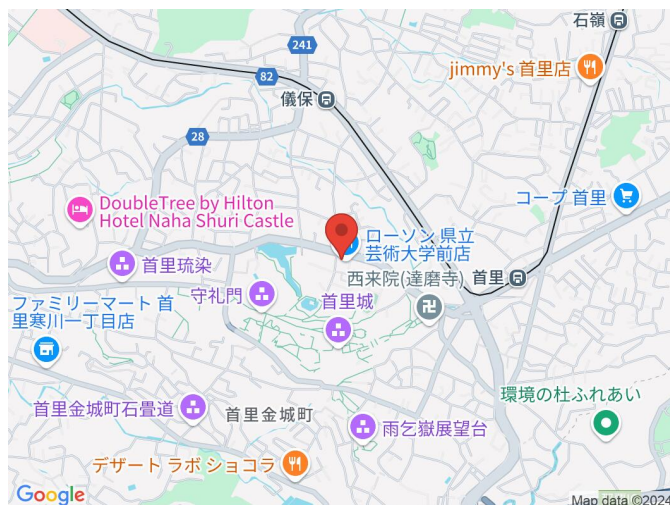 石嶺
241
jimmy's 首里店
82
儀保
28
DoubleTree by Hilton
Hotel Naha Shuri Castle
コープ 首里
ローソン 県立
芸術大学前店
首里琉染
西来院(達磨寺)
首里
守礼門
ファミリーマート 首
里寒川一丁目店
首里城
環境の杜ふれあい
首里金城町石畳道
首里金城町
雨乞嶽展望台
デザート ラボ ショコラ
Google
Map data ©2024